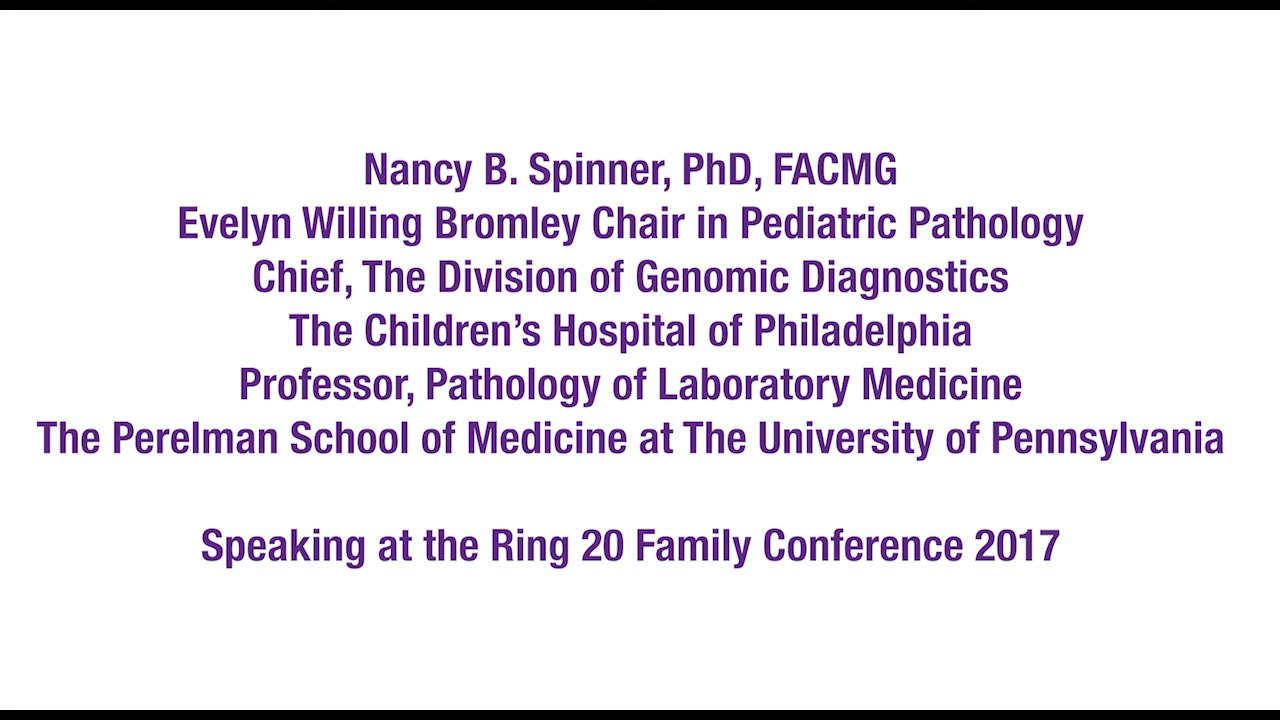 Nancy B. Spinner, PhD, FACMG
Evelyn Willing Bromley Chair in Pediatric Pathology
Chief, The Division of Genomic Diagnostics
The Children’s Hospital of Philadelphia
Professor, Pathology of Laboratory Medicine
The Perelman School of Medicine at The University of Pennsylvania
Speaking at the Ring 20 Family Conference 2017